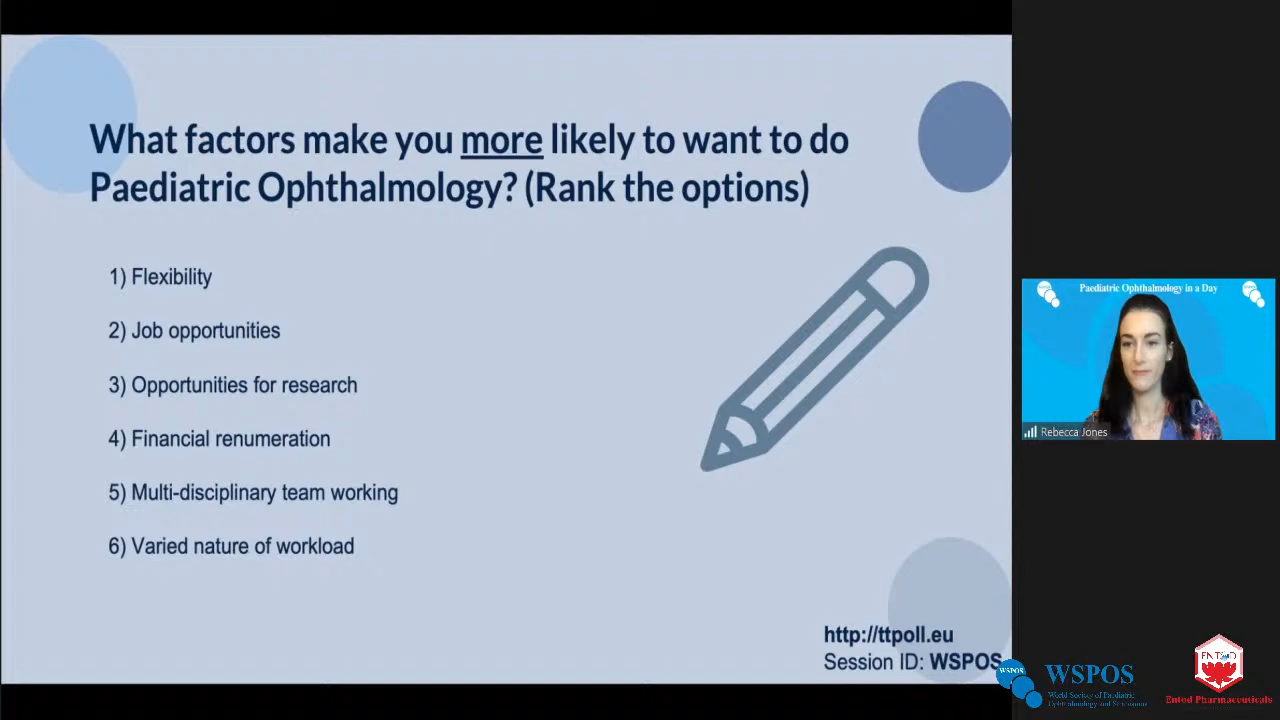 What factors make you more likely to want to do
Paediatric Ophthalmology? (Rank the options)
1) Flexibility
2) Job opportunities
3) Opportunities for research
4) Financial renumeration
5) Multi-disciplinary team working
6) Varied nature of workload
http://ttpoll.eu
Session ID: WSPOS
Paediatric Ophthalmology in a Day
Rebecca Jones
WSPOS
WSPOS
World Society of Paediatric
Ophthalmology and Strabismus
ENTOD
Entod Pharmaceuticals